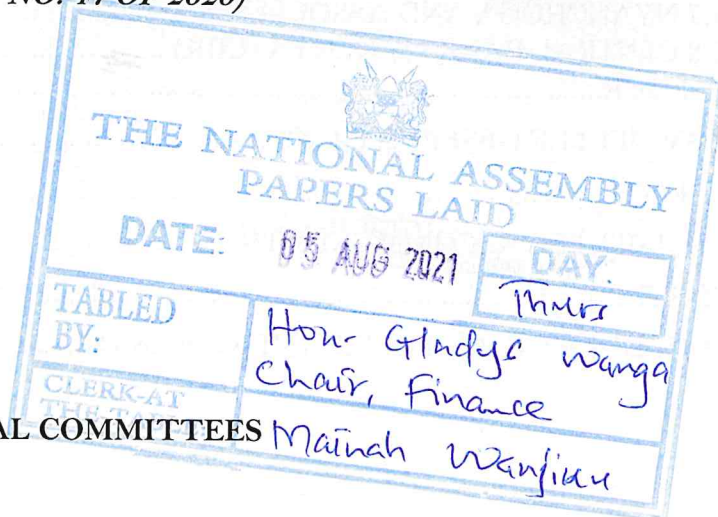 NO. 17 OF 2020)
THE NATIONAL ASSEMBLY
PAPERS LAID
DATE: 05 AUG 2021
DAY.
Thurs
TABLED
BY:
Hon. Gladys Wanga
Chair, Finance
CLERK-AT
THE-TABLE
AL COMMITTEES
Mainah Wanjiku